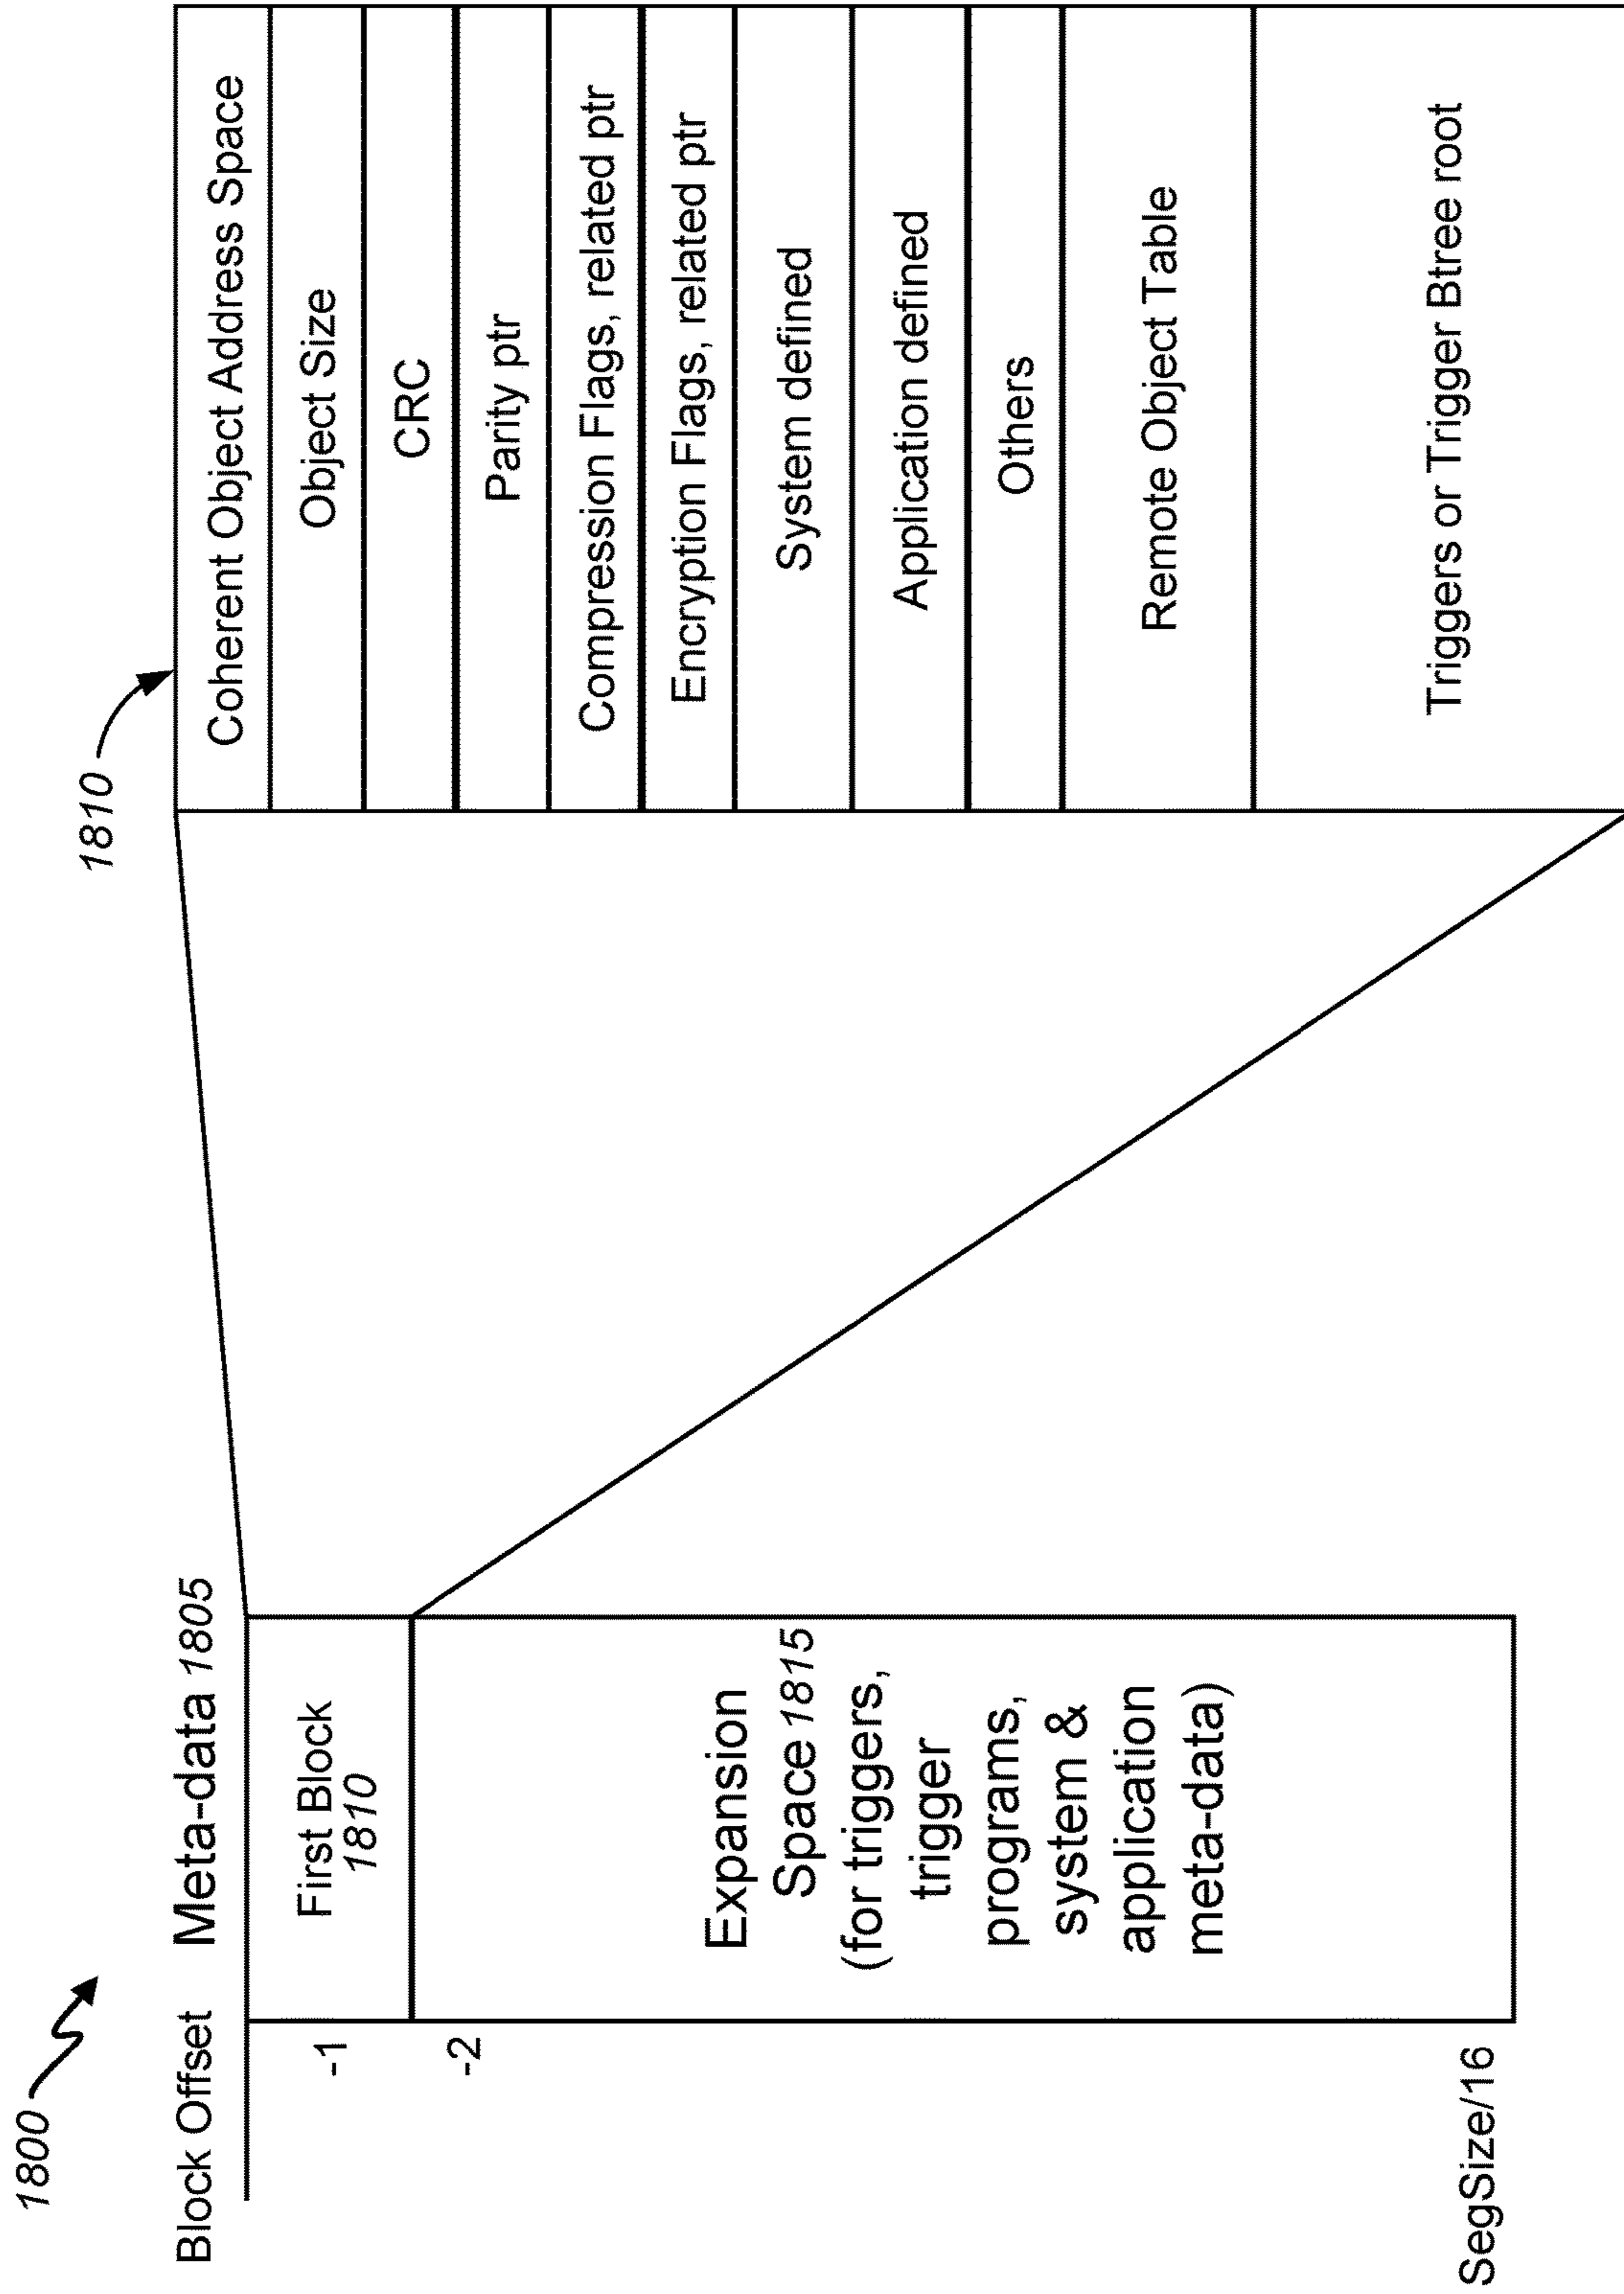 1800
Block Offset
Meta-data 1805
-1
First Block
1810
-2
Expansion
Space 1815
(for triggers,
trigger
programs,
system &
application
meta-data)
SegSize/16
1810
Coherent Object Address Space
Object Size
CRC
Parity ptr
Compression Flags, related ptr
Encryption Flags, related ptr
System defined
Application defined
Others
Remote Object Table
Triggers or Trigger Btree root